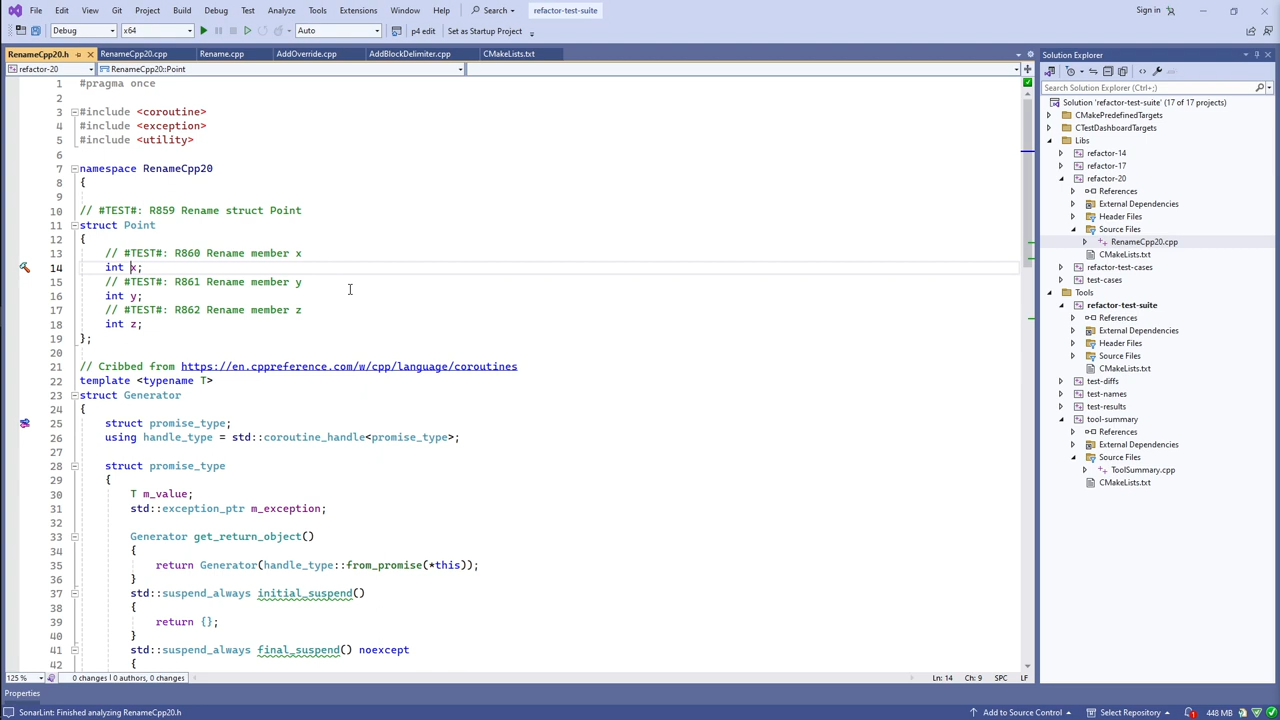 File Edit View Git Project Build Debug Test Analyze Tools Extensions Window Help Search refactor-test-suite Sign in
Debug x64 Auto p4 edit Set as Startup Project
RenameCpp20.h RenameCpp20.cpp Rename.cpp AddOverride.cpp AddBlockDelimiter.cpp CMakeLists.txt
refactor-20 RenameCpp20::Point
1 #pragma once
2
3 #include <coroutine>
4 #include <exception>
5 #include <utility>
6
7 namespace RenameCpp20
8 {
9
10 // #TEST#: R859 Rename struct Point
11 struct Point
12 {
13 // #TEST#: R860 Rename member x
14 int x;
15 // #TEST#: R861 Rename member y
16 int y;
17 // #TEST#: R862 Rename member z
18 int z;
19 };
20
21 // Cribbed from https://en.cppreference.com/w/cpp/language/coroutines
22 template <typename T>
23 struct Generator
24 {
25 struct promise_type;
26 using handle_type = std::coroutine_handle<promise_type>;
27
28 struct promise_type
29 {
30 T m_value;
31 std::exception_ptr m_exception;
32
33 Generator get_return_object()
34 {
35 return Generator(handle_type::from_promise(*this));
36 }
37 std::suspend_always initial_suspend()
38 {
39 return {};
40 }
41 std::suspend_always final_suspend() noexcept
42 {
125 % 0 changes | 0 authors, 0 changes Ln: 14 Ch: 9 SPC LF
Properties
SonarLint: Finished analyzing RenameCpp20.h
Solution Explorer
Search Solution Explorer (Ctrl+;)
Solution 'refactor-test-suite' (17 of 17 projects)
CMakePredefinedTargets
CTestDashboardTargets
Libs
refactor-14
refactor-17
refactor-20
References
External Dependencies
Header Files
Source Files
RenameCpp20.cpp
CMakeLists.txt
refactor-test-cases
test-cases
Tools
refactor-test-suite
References
External Dependencies
Header Files
Source Files
CMakeLists.txt
test-diffs
test-names
test-results
tool-summary
References
External Dependencies
Source Files
ToolSummary.cpp
CMakeLists.txt
Add to Source Control Select Repository 1 448 MB